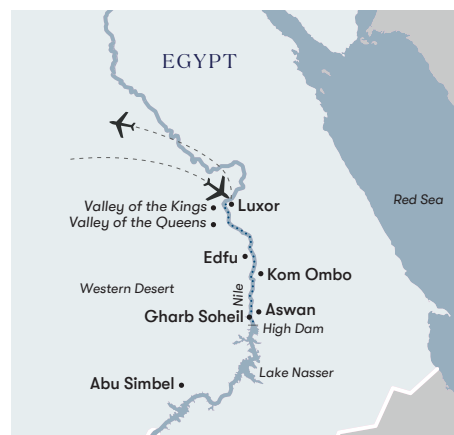 EGYPT
Red Sea
Valley of the Kings
Luxor
Valley of the Queens
Edfu
Kom Ombo
Western Desert
Nile
Aswan
Gharb Soheil
High Dam
Lake Nasser
Abu Simbel